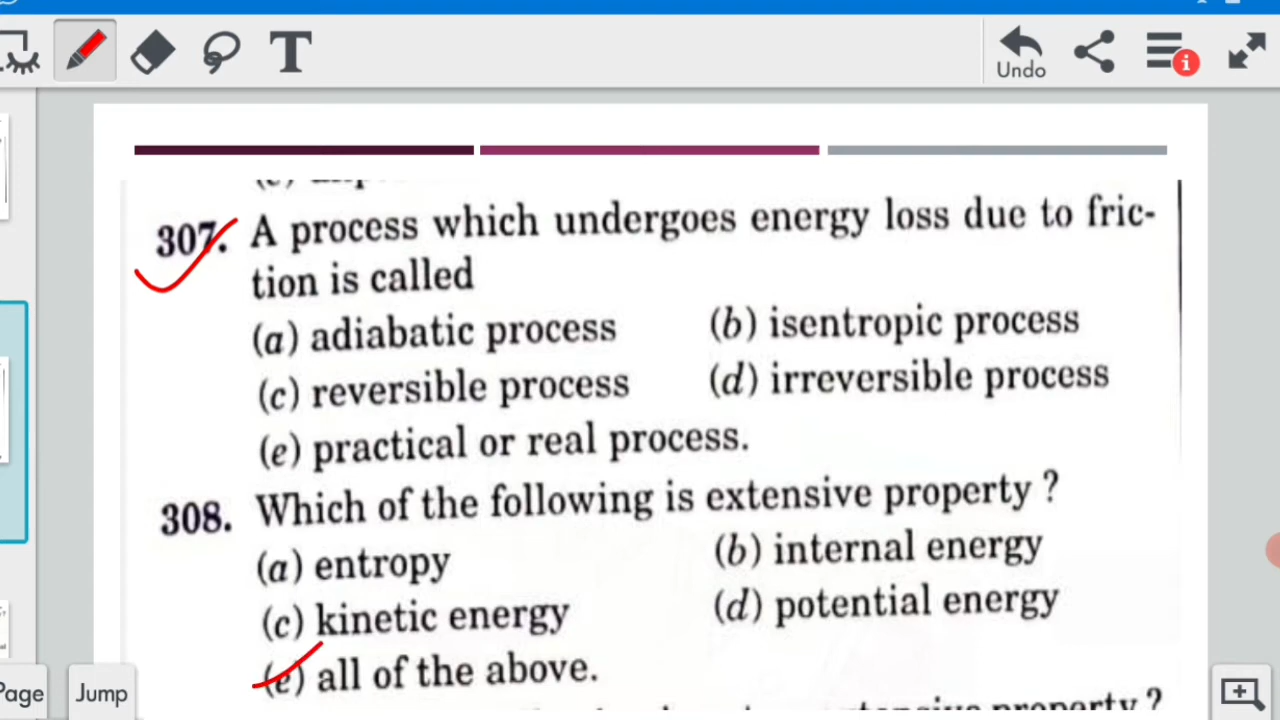 T
Undo
i
307. A process which undergoes energy loss due to fric-
tion is called
(a) adiabatic process (b) isentropic process
(c) reversible process (d) irreversible process
(e) practical or real process.
308. Which of the following is extensive property ?
(a) entropy (b) internal energy
(c) kinetic energy (d) potential energy
(e) all of the above.
property ?
Page Jump